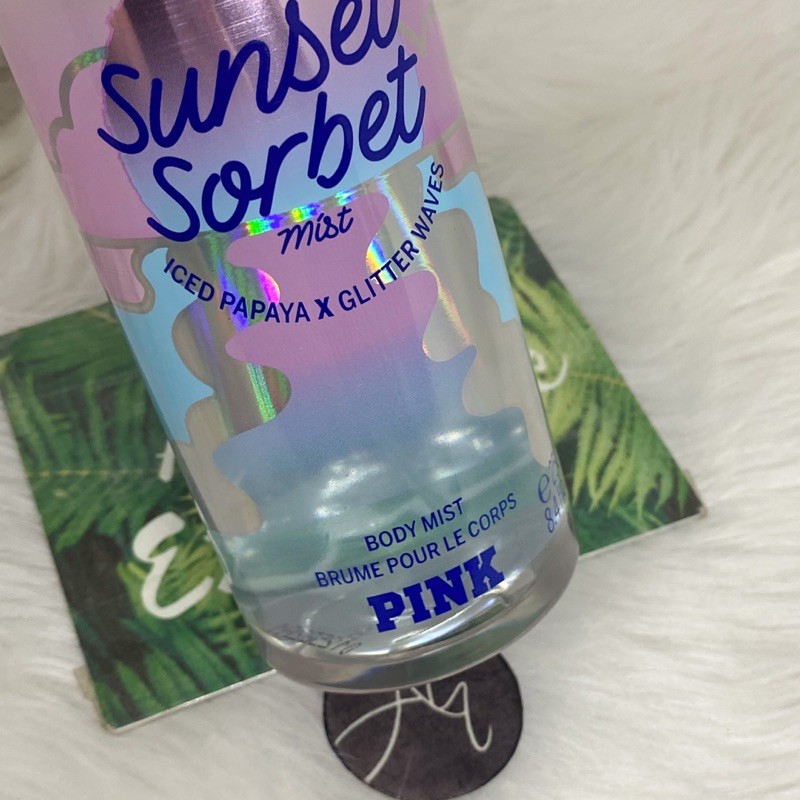 sunset
sorbet
mist
ICED PAPAYA X GLITTER WAVES
BODY MIST
BRUME POUR LE CORPS
PINK